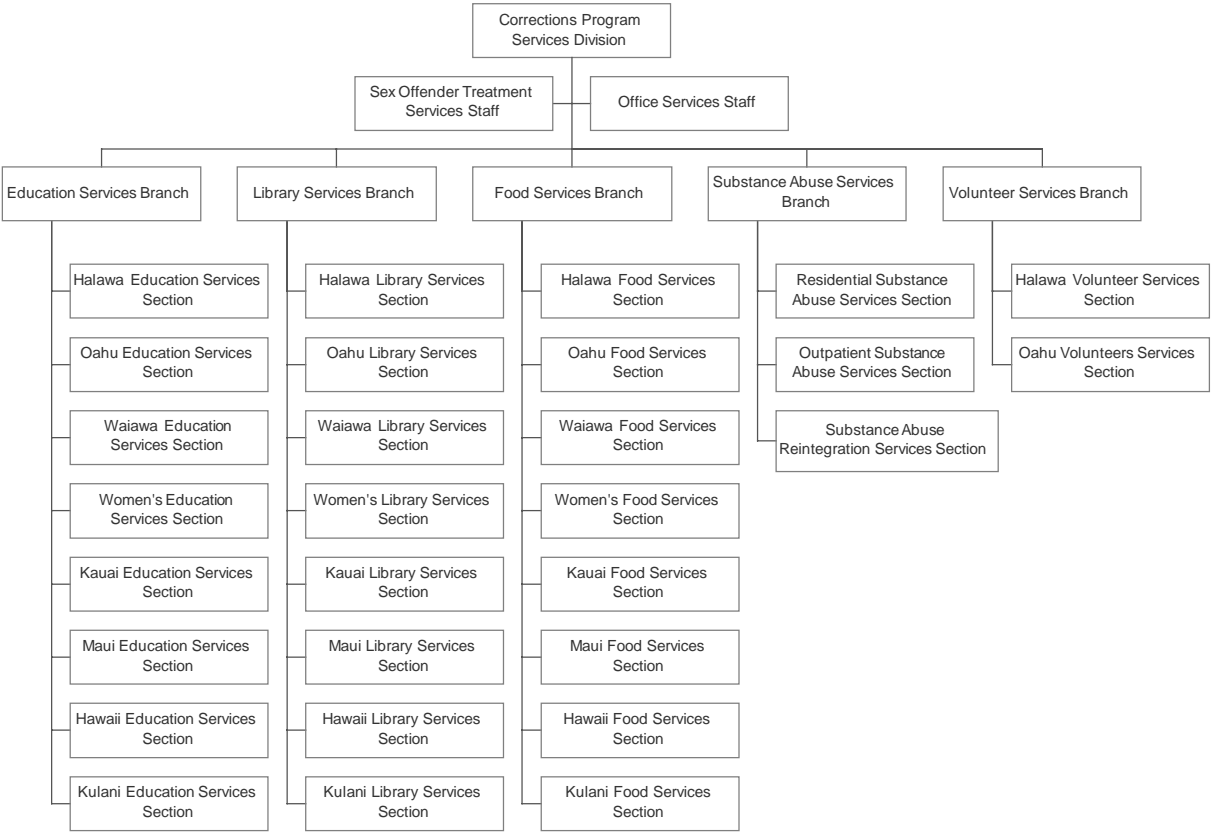 Corrections Program
Services Division
Sex Offender Treatment
Services Staff
Office Services Staff
Education Services Branch
Library Services Branch
Food Services Branch
Substance Abuse Services
Branch
Volunteer Services Branch
Halawa Education Services
Section
Halawa Library Services
Section
Halawa Food Services
Section
Residential Substance
Abuse Services Section
Halawa Volunteer Services
Section
Oahu Education Services
Section
Oahu Library Services
Section
Oahu Food Services
Section
Outpatient Substance
Abuse Services Section
Oahu Volunteers Services
Section
Waiawa Education
Services Section
Waiawa Library Services
Section
Waiawa Food Services
Section
Substance Abuse
Reintegration Services Section
Women's Education
Services Section
Women's Library Services
Section
Women's Food Services
Section
Kauai Education Services
Section
Kauai Library Services
Section
Kauai Food Services
Section
Maui Education Services
Section
Maui Library Services
Section
Maui Food Services
Section
Hawaii Education Services
Section
Hawaii Library Services
Section
Hawaii Food Services
Section
Kulani Education Services
Section
Kulani Library Services
Section
Kulani Food Services
Section